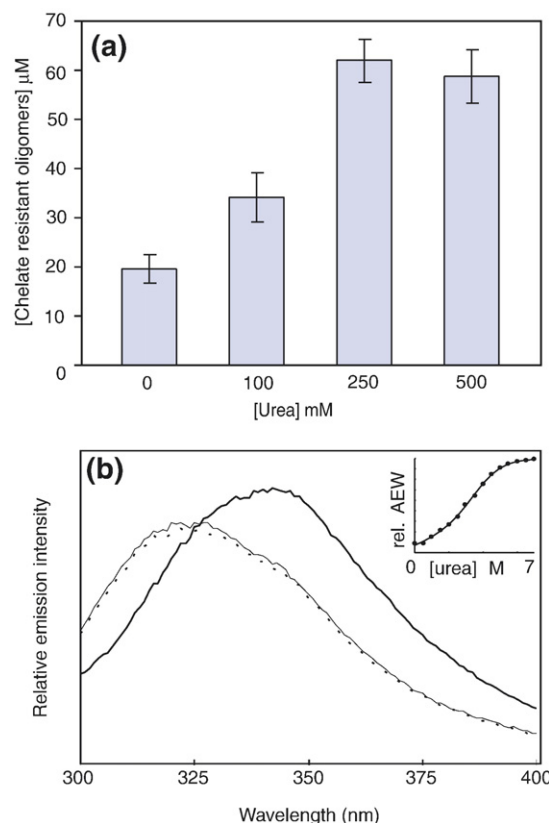 (a)
[Chelate resistant oligomers] μM
70
60
50
40
30
20
10
0
0 100 250 500
[Urea] mM
(b)
Relative emission intensity
rel. AEW
0 [urea] M 7
300 325 350 375 400
Wavelength (nm)